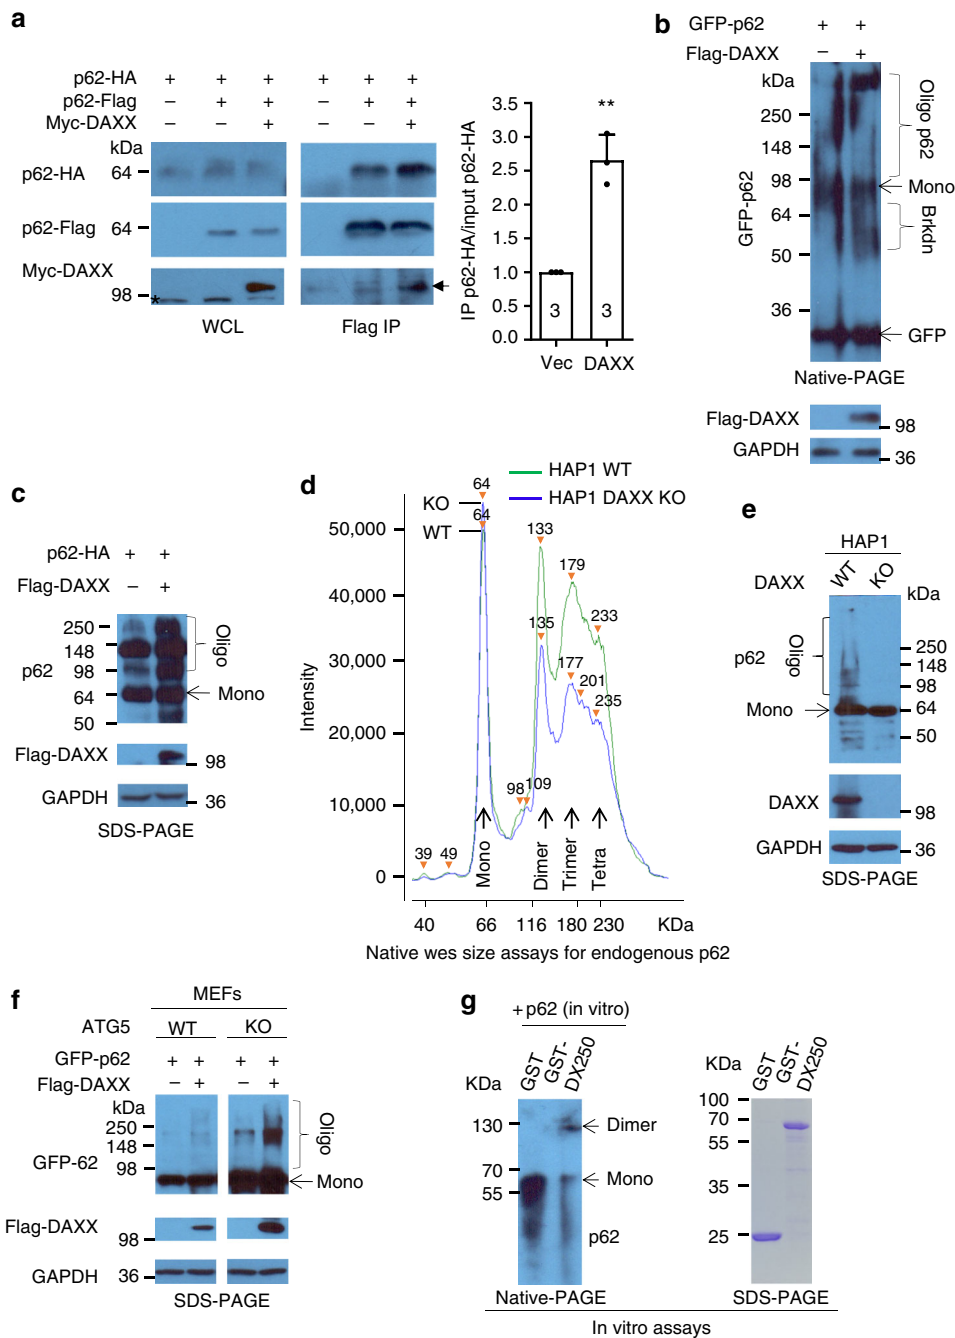 a
p62-HA + + + + + +
p62-Flag − + + − + +
Myc-DAXX − − + − − +
kDa
p62-HA 64
p62-Flag 64
Myc-DAXX
98
*
WCL
Flag IP
IP p62-HA/input p62-HA
3.5
3.0
2.5
2.0
1.5
1.0
0.5
0.0
**
3 3
Vec DAXX
b
GFP-p62 + +
Flag-DAXX − +
kDa
250
148
98
64
50
36
GFP-p62
Oligo p62
Mono
Brkdn
GFP
Native-PAGE
Flag-DAXX 98
GAPDH 36
c
p62-HA + +
Flag-DAXX − +
250
148
p62 98
64
50
Oligo
Mono
Flag-DAXX 98
GAPDH 36
SDS-PAGE
d
HAP1 WT
HAP1 DAXX KO
KO
WT
64
64
133
135
179
177
201
233
235
98 109
39 49
Intensity
50,000
40,000
30,000
20,000
10,000
0
Mono
Dimer
Trimer
Tetra
40 66 116 180 230 KDa
Native wes size assays for endogenous p62
e
HAP1
DAXX WT KO
kDa
p62
Oligo
250
148
98
Mono 64
50
DAXX 98
GAPDH 36
SDS-PAGE
f
MEFs
ATG5 WT KO
GFP-p62 + + + +
Flag-DAXX − + − +
kDa
250
148
98
GFP-62
Oligo
Mono
Flag-DAXX
98
GAPDH 36
SDS-PAGE
g
+p62 (in vitro)
KDa
GST
GST-
DX250
130
70
55
Dimer
Mono
p62
Native-PAGE
KDa
GST
GST-
DX250
100
70
55
35
25
SDS-PAGE
In vitro assays